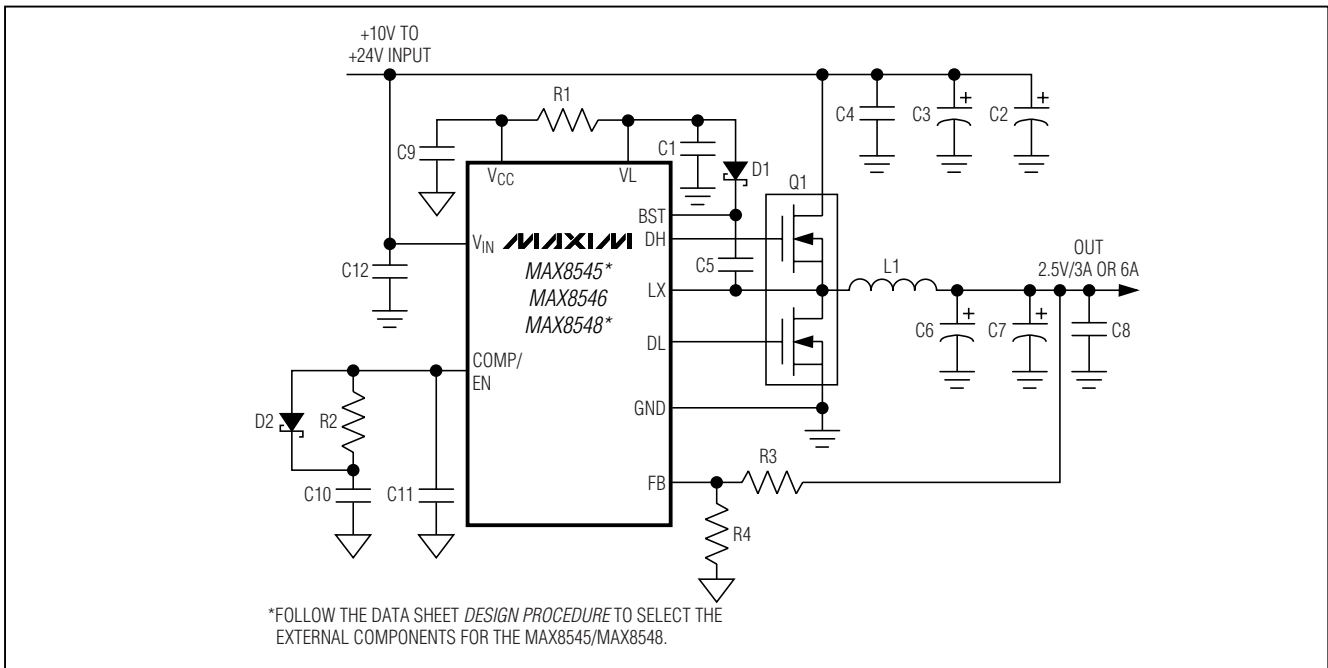 +10V TO
+24V INPUT
R1
C4
C3
+
C2
+
C9
C1
D1
VCC
VL
Q1
BST
DH
VIN
MAXIM
C12
MAX8545*
MAX8546
MAX8548*
C5
LX
L1
OUT
2.5V/3A OR 6A
DL
C6
+
C7
+
C8
COMP/
EN
D2
R2
GND
C10
C11
FB
R3
R4
*FOLLOW THE DATA SHEET DESIGN PROCEDURE TO SELECT THE
EXTERNAL COMPONENTS FOR THE MAX8545/MAX8548.